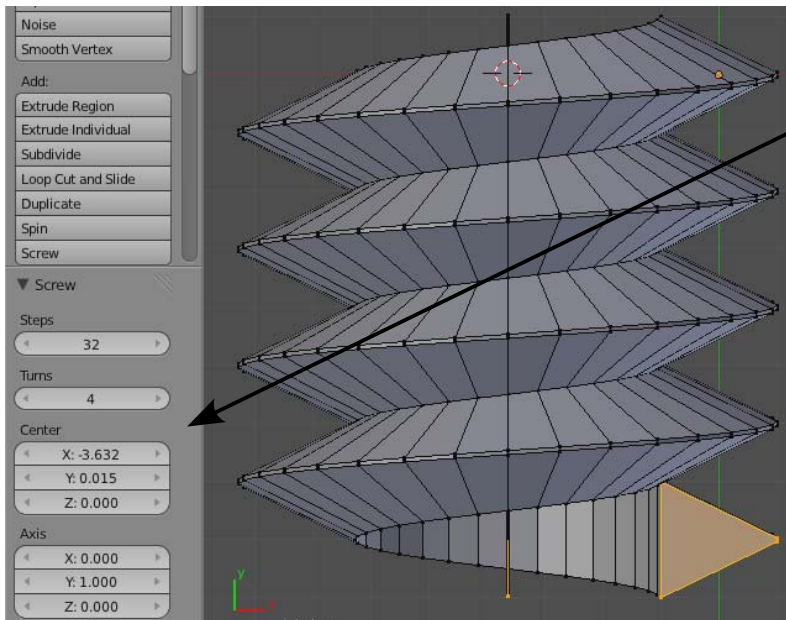 Noise
Smooth Vertex
Add:
Extrude Region
Extrude Individual
Subdivide
Loop Cut and Slide
Duplicate
Spin
Screw
Screw
Steps
32
Turns
4
Center
X: -3.632
Y: 0.015
Z: 0.000
Axis
X: 0.000
Y: 1.000
Z: 0.000
y
x